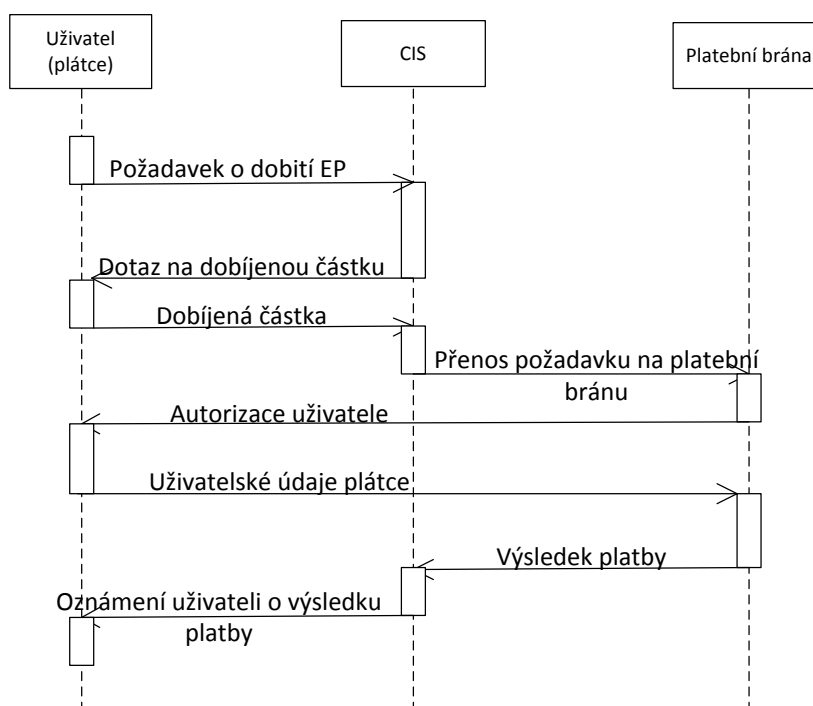 Uživatel
(plátce)
CIS
Platební brána
Požadavek o dobití EP
Dotaz na dobíjenou částku
Dobíjená částka
Přenos požadavku na platební
bránu
Autorizace uživatele
Uživatelské údaje plátce
Výsledek platby
Oznámení uživateli o výsledku
platby